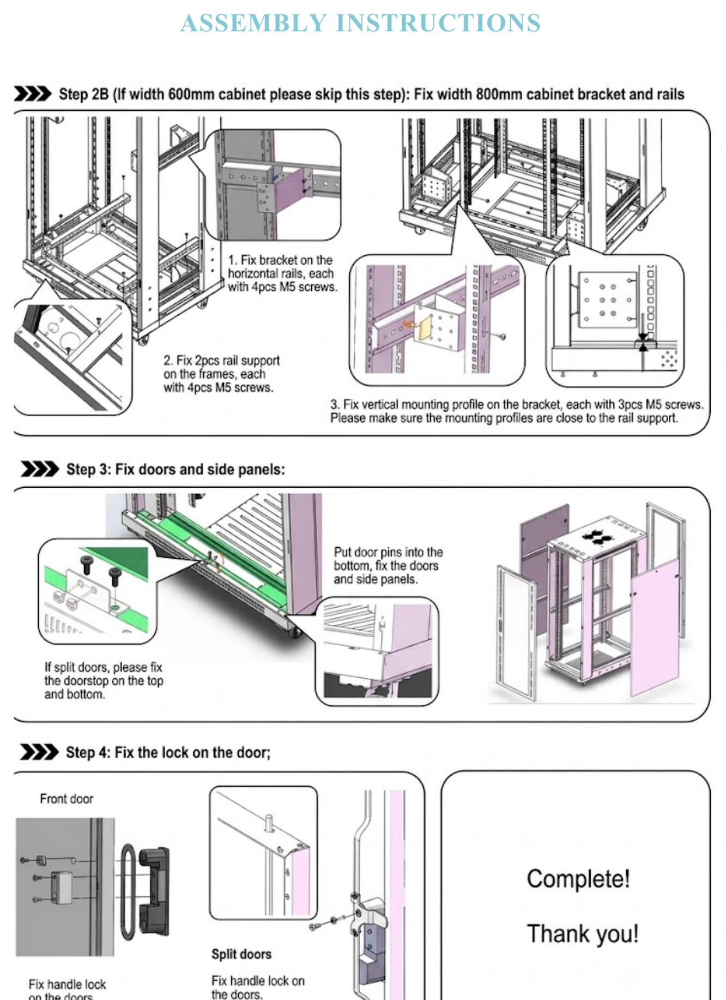 ASSEMBLY INSTRUCTIONS
Step 2B (If width 600mm cabinet please skip this step): Fix width 800mm cabinet bracket and rails
1. Fix bracket on the
horizontal rails, each
with 4pcs M5 screws.
2. Fix 2pcs rail support
on the frames, each
with 4pcs M5 screws.
3. Fix vertical mounting profile on the bracket, each with 3pcs M5 screws.
Please make sure the mounting profiles are close to the rail support.
Step 3: Fix doors and side panels:
Put door pins into the
bottom, fix the doors
and side panels.
If split doors, please fix
the doorstop on the top
and bottom.
Step 4: Fix the lock on the door;
Front door
Fix handle lock
on the doors
Split doors
Fix handle lock on
the doors.
Complete!
Thank you!